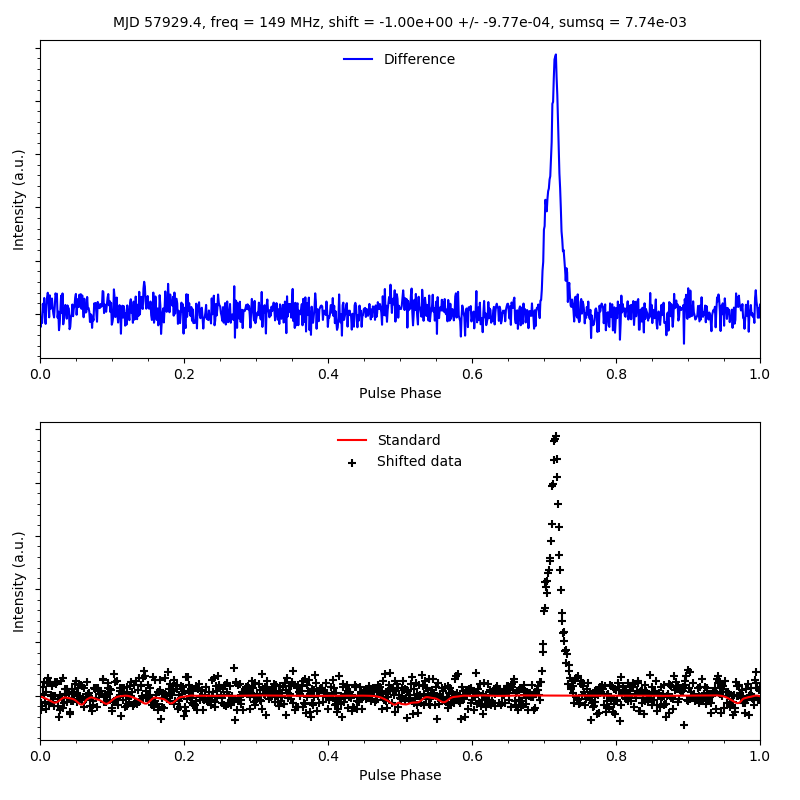 MJD 57929.4, freq = 149 MHz, shift = -1.00e+00 +/- -9.77e-04, sumsq = 7.74e-03
Difference
Intensity (a.u.)
0.0 0.2 0.4 0.6 0.8 1.0
Pulse Phase
Standard
Shifted data
Intensity (a.u.)
0.0 0.2 0.4 0.6 0.8 1.0
Pulse Phase